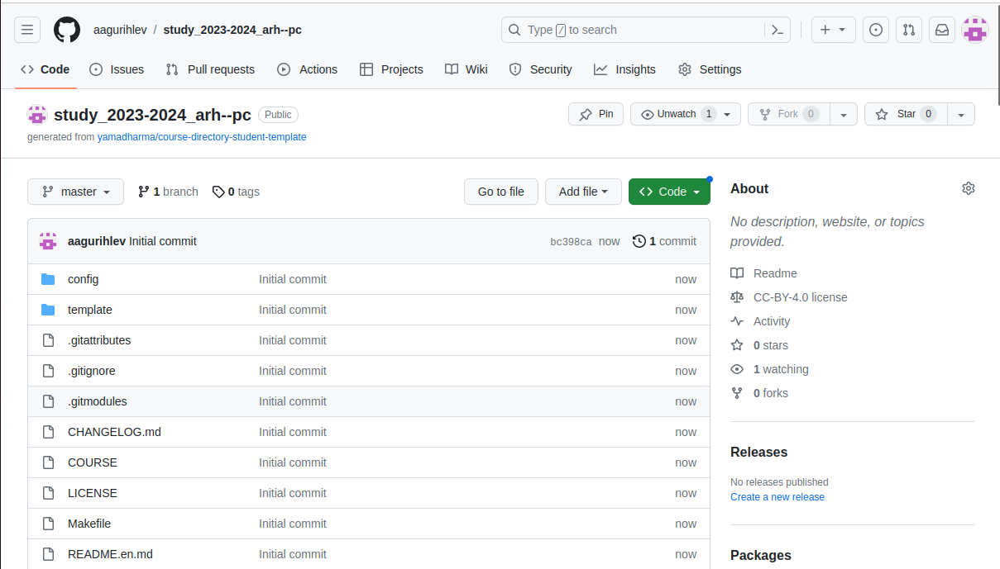 aagurihlev / study_2023-2024_arh--pc Type / to search
Code Issues Pull requests Actions Projects Wiki Security Insights Settings
study_2023-2024_arh--pc Public Pin Unwatch 1 Fork 0 Star 0
generated from yamadharma/course-directory-student-template
master 1 branch 0 tags Go to file Add file Code
aagurihlev Initial commit bc398ca now 1 commit
config Initial commit now
template Initial commit now
.gitattributes Initial commit now
.gitignore Initial commit now
.gitmodules Initial commit now
CHANGELOG.md Initial commit now
COURSE Initial commit now
LICENSE Initial commit now
Makefile Initial commit now
README.en.md Initial commit now
About
No description, website, or topics
provided.
Readme
CC-BY-4.0 license
Activity
0 stars
1 watching
0 forks
Releases
No releases published
Create a new release
Packages